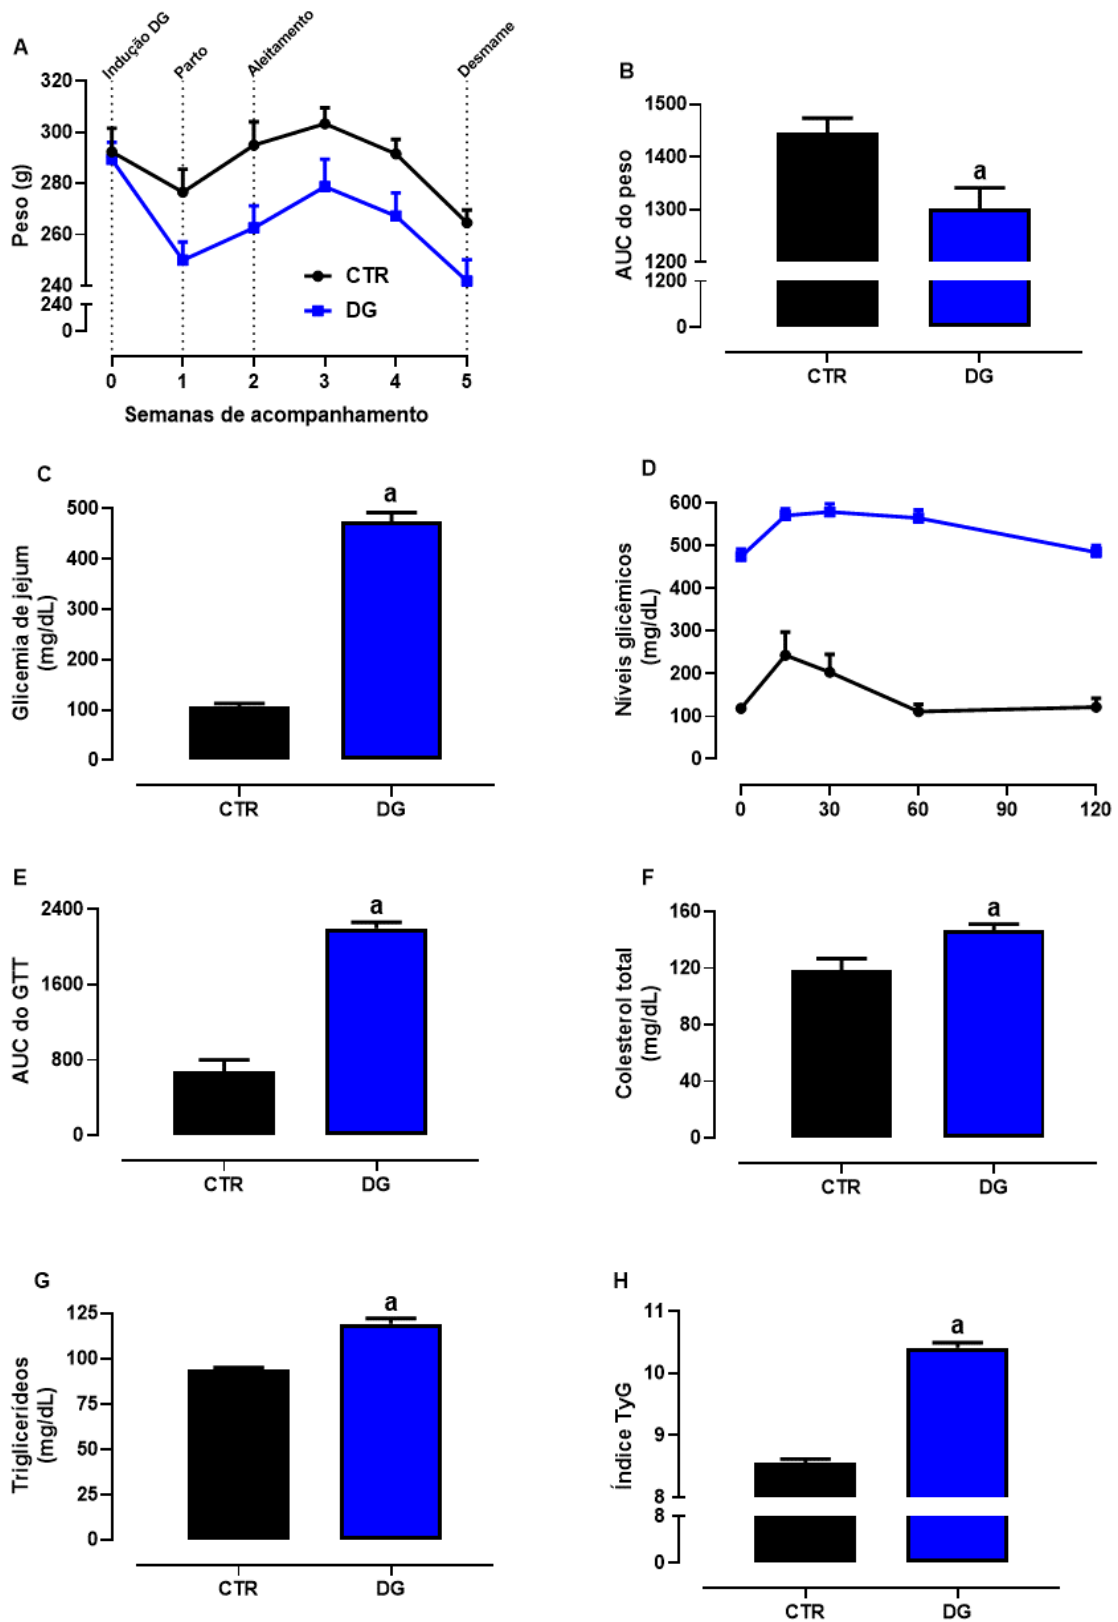 A
Indução DG
Parto
Aleitamento
Desmame
320
300
280
260
240
240
0
Peso (g)
CTR
DG
0 1 2 3 4 5
Semanas de acompanhamento
B
1500
1400
1300
1200
1200
0
AUC do peso
a
CTR DG
C
500
400
300
200
100
0
Glicemia de jejum
(mg/dL)
a
CTR DG
D
600
500
400
300
200
100
0
Níveis glicêmicos
(mg/dL)
0 30 60 90 120
E
2400
1600
800
0
AUC do GTT
a
CTR DG
F
160
120
80
40
0
Colesterol total
(mg/dL)
a
CTR DG
G
125
100
75
50
25
0
Triglicerídeos
(mg/dL)
a
CTR DG
H
11
10
9
8
8
0
Índice TyG
a
CTR DG